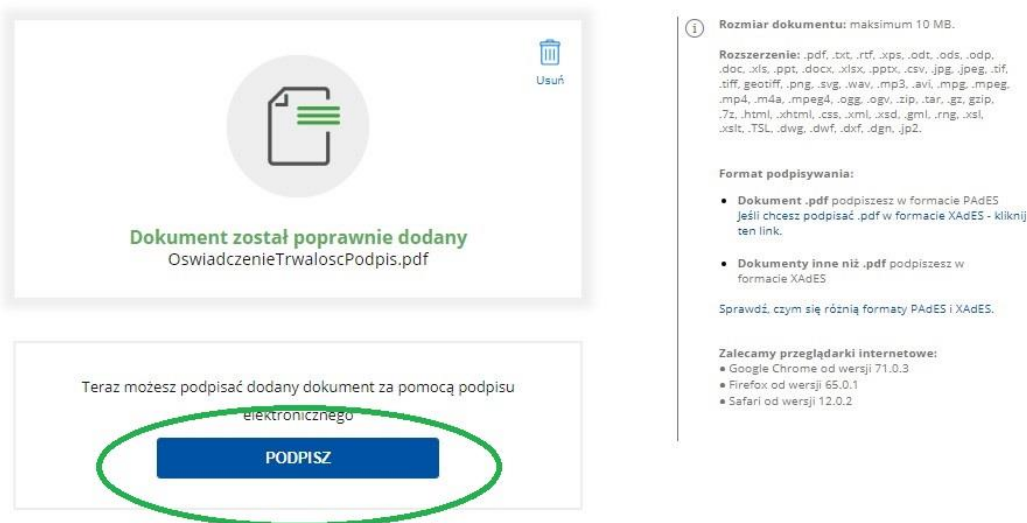 Usuń
Dokument został poprawnie dodany
OswiadczenieTrwaloscPodpis.pdf
Teraz możesz podpisać dodany dokument za pomocą podpisu
elektronicznego
PODPISZ
i
Rozmiar dokumentu: maksimum 10 MB.
Rozszerzenie: .pdf, .txt, .rtf, .xps, .odt, .ods, .odp,
.doc, .xls, .ppt, .docx, .xlsx, .pptx, .csv, .jpg, .jpeg, .tif,
.tiff, geotiff, .png, .svg, .wav, .mp3, .avi, .mpg, .mpeg,
.mp4, .m4a, .mpeg4, .ogg, .ogv, .zip, .tar, .gz, gzip,
.7z, .html, .xhtml, .css, .xml, .xsd, .gml, .rng, .xsl,
.xslt, .TSL, .dwg, .dwf, .dxf, .dgn, .jp2.
Format podpisywania:
• Dokument .pdf podpiszesz w formacie PAdES
Jeśli chcesz podpisać .pdf w formacie XAdES - kliknij
ten link.
• Dokumenty inne niż .pdf podpiszesz w
formacie XAdES
Sprawdź, czym się różnią formaty PAdES i XAdES.
Zalecamy przeglądarki internetowe:
• Google Chrome od wersji 71.0.3
• Firefox od wersji 65.0.1
• Safari od wersji 12.0.2